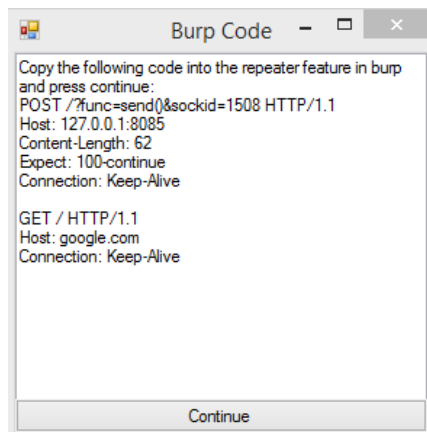 Burp Code
Copy the following code into the repeater feature in burp
and press continue:
POST /?func=send()&sockid=1508 HTTP/1.1
Host: 127.0.0.1:8085
Content-Length: 62
Expect: 100-continue
Connection: Keep-Alive

GET / HTTP/1.1
Host: google.com
Connection: Keep-Alive
Continue